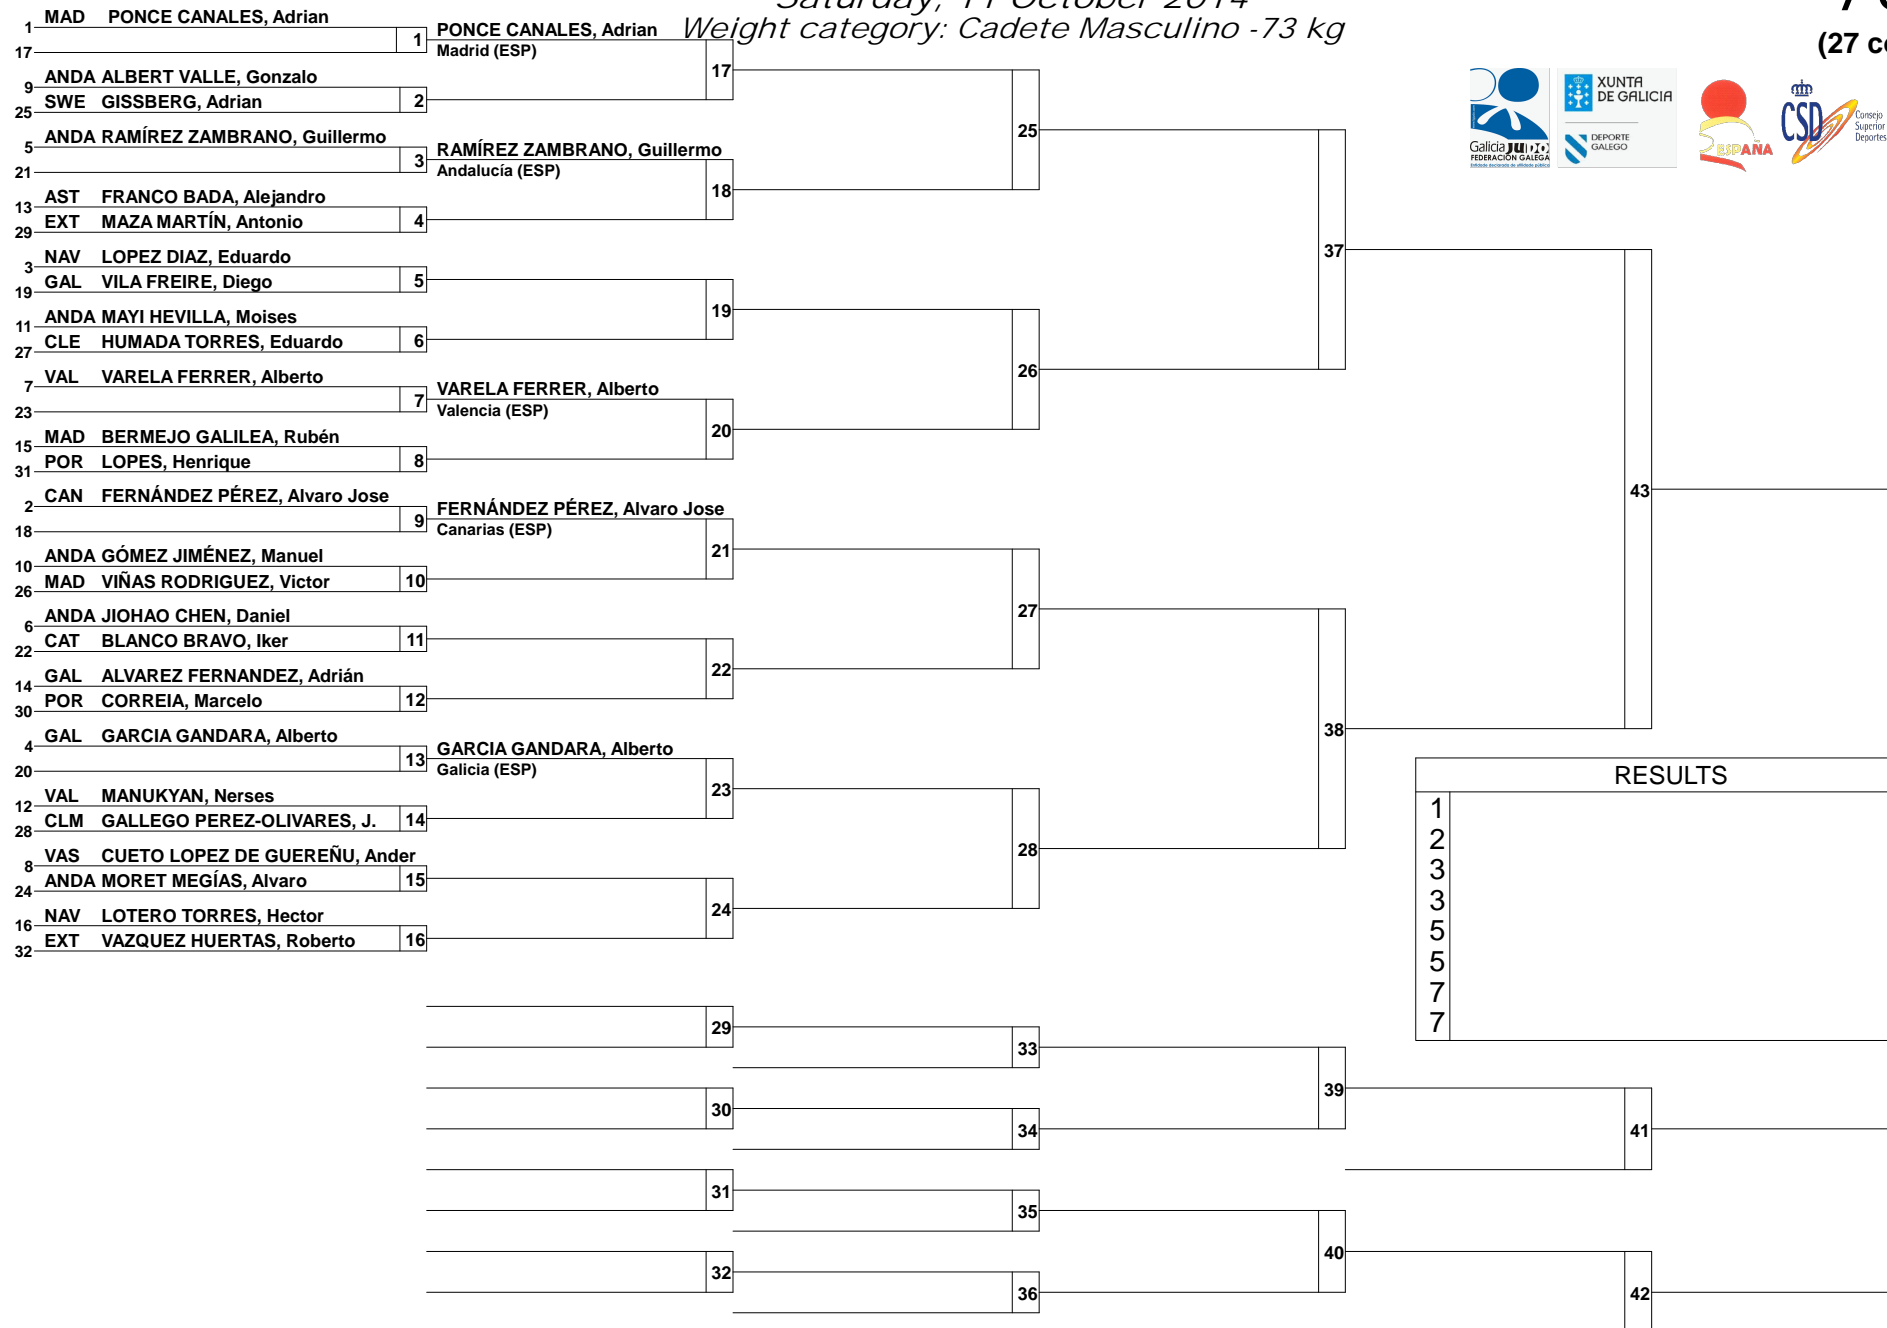 Saturday, 11 October 2014
Weight category: Cadete Masculino -73 kg
(27 c
XUNTA
DE GALICIA
DEPORTE
GALEGO
Galicia JUDO
FEDERACIÓN GALEGA
ESPAÑA
CSD
Consejo
Superior
Deportes
1 MAD PONCE CANALES, Adrian
17
1
PONCE CANALES, Adrian
Madrid (ESP)
9 ANDA ALBERT VALLE, Gonzalo
25 SWE GISSBERG, Adrian
2
17
5 ANDA RAMÍREZ ZAMBRANO, Guillermo
21
3
RAMÍREZ ZAMBRANO, Guillermo
Andalucía (ESP)
13 AST FRANCO BADA, Alejandro
29 EXT MAZA MARTÍN, Antonio
4
18
25
3 NAV LOPEZ DIAZ, Eduardo
19 GAL VILA FREIRE, Diego
5
11 ANDA MAYI HEVILLA, Moises
27 CLE HUMADA TORRES, Eduardo
6
19
7 VAL VARELA FERRER, Alberto
23
7
VARELA FERRER, Alberto
Valencia (ESP)
15 MAD BERMEJO GALILEA, Rubén
31 POR LOPES, Henrique
8
20
26
37
2 CAN FERNÁNDEZ PÉREZ, Alvaro Jose
18
9
FERNÁNDEZ PÉREZ, Alvaro Jose
Canarias (ESP)
10 ANDA GÓMEZ JIMÉNEZ, Manuel
26 MAD VIÑAS RODRIGUEZ, Victor
10
21
6 ANDA JIOHAO CHEN, Daniel
22 CAT BLANCO BRAVO, Iker
11
14 GAL ALVAREZ FERNANDEZ, Adrián
30 POR CORREIA, Marcelo
12
22
27
4 GAL GARCIA GANDARA, Alberto
20
13
GARCIA GANDARA, Alberto
Galicia (ESP)
12 VAL MANUKYAN, Nerses
28 CLM GALLEGO PEREZ-OLIVARES, J.
14
23
8 VAS CUETO LOPEZ DE GUEREÑU, Ander
24 ANDA MORET MEGÍAS, Alvaro
15
16 NAV LOTERO TORRES, Hector
32 EXT VAZQUEZ HUERTAS, Roberto
16
24
28
38
43
RESULTS
1
2
3
3
5
5
7
7
29
30
31
32
33
34
35
36
39
40
41
42